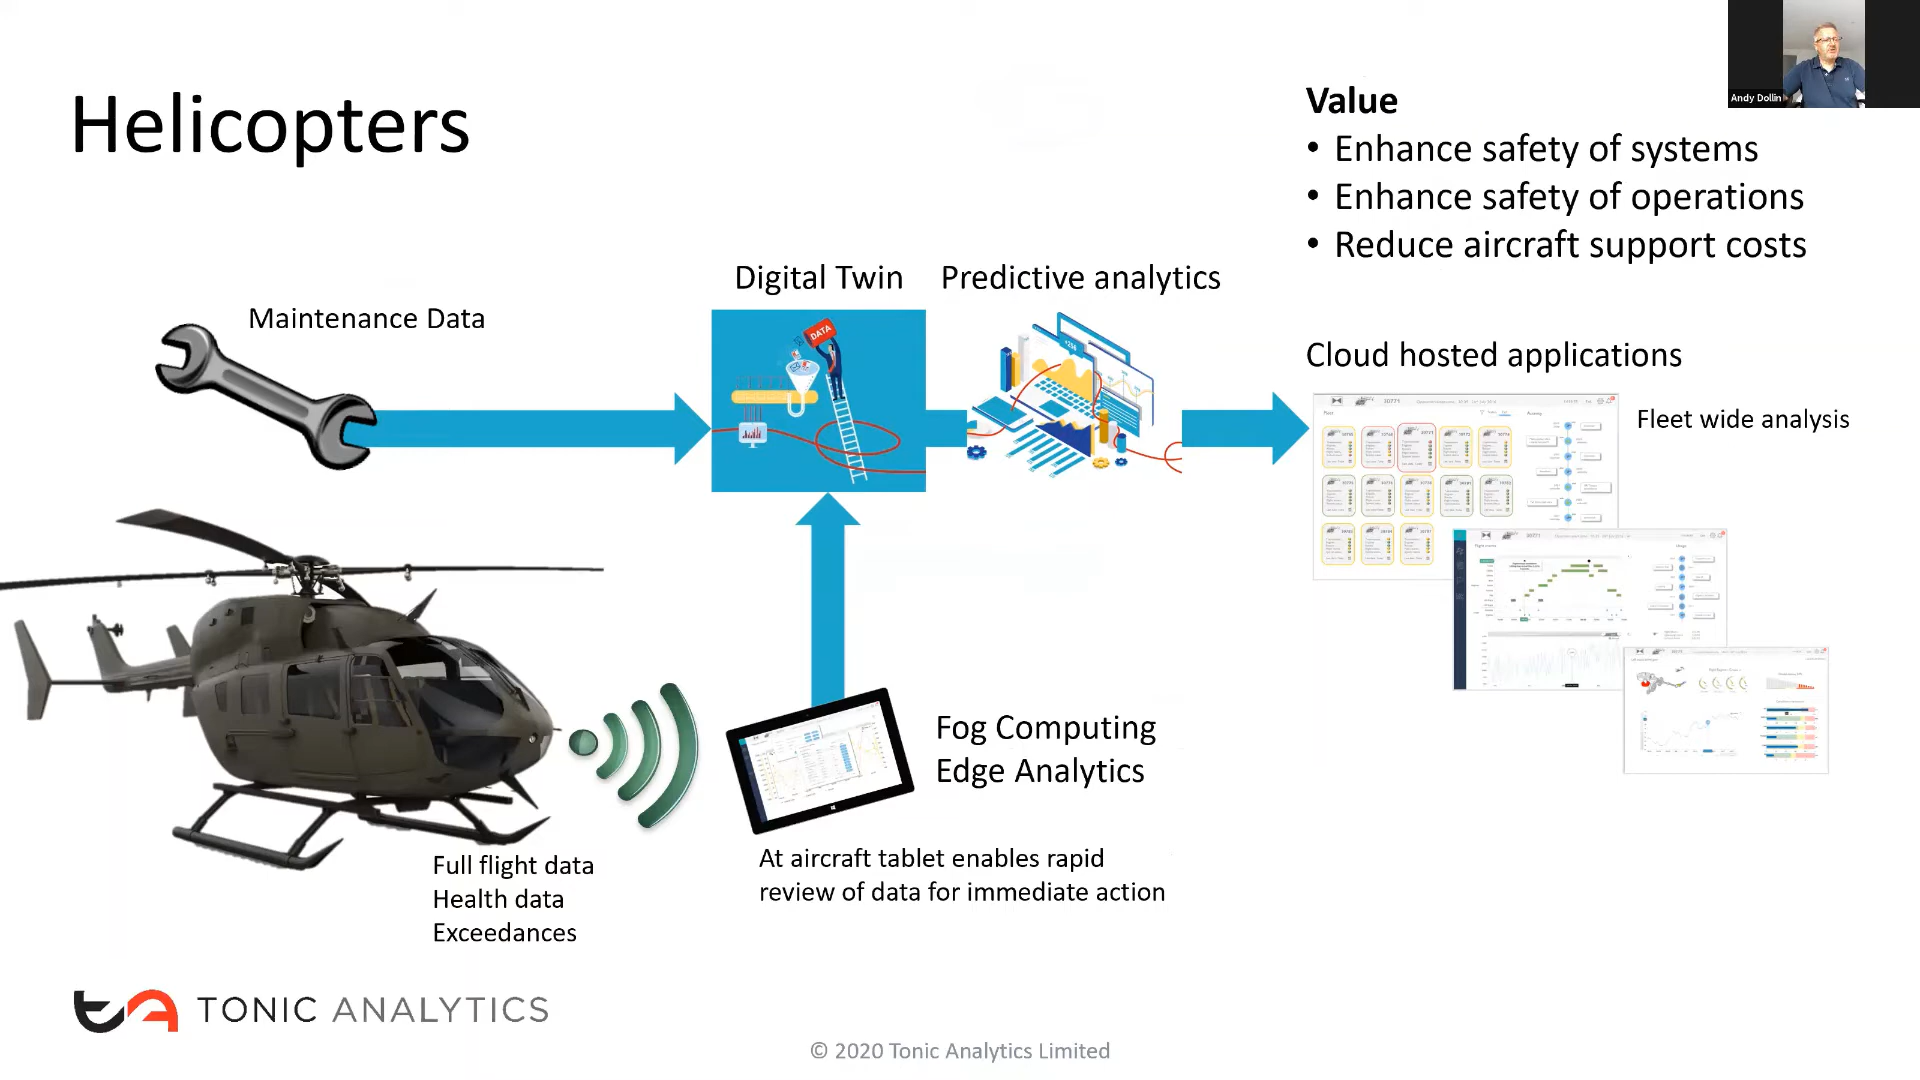 Andy Dollin
Helicopters
Value
• Enhance safety of systems
• Enhance safety of operations
• Reduce aircraft support costs
Digital Twin
Predictive analytics
Maintenance Data
DATA
Cloud hosted applications
Fleet wide analysis
30771
Fog Computing
Edge Analytics
At aircraft tablet enables rapid
review of data for immediate action
Full flight data
Health data
Exceedances
TONIC ANALYTICS
© 2020 Tonic Analytics Limited